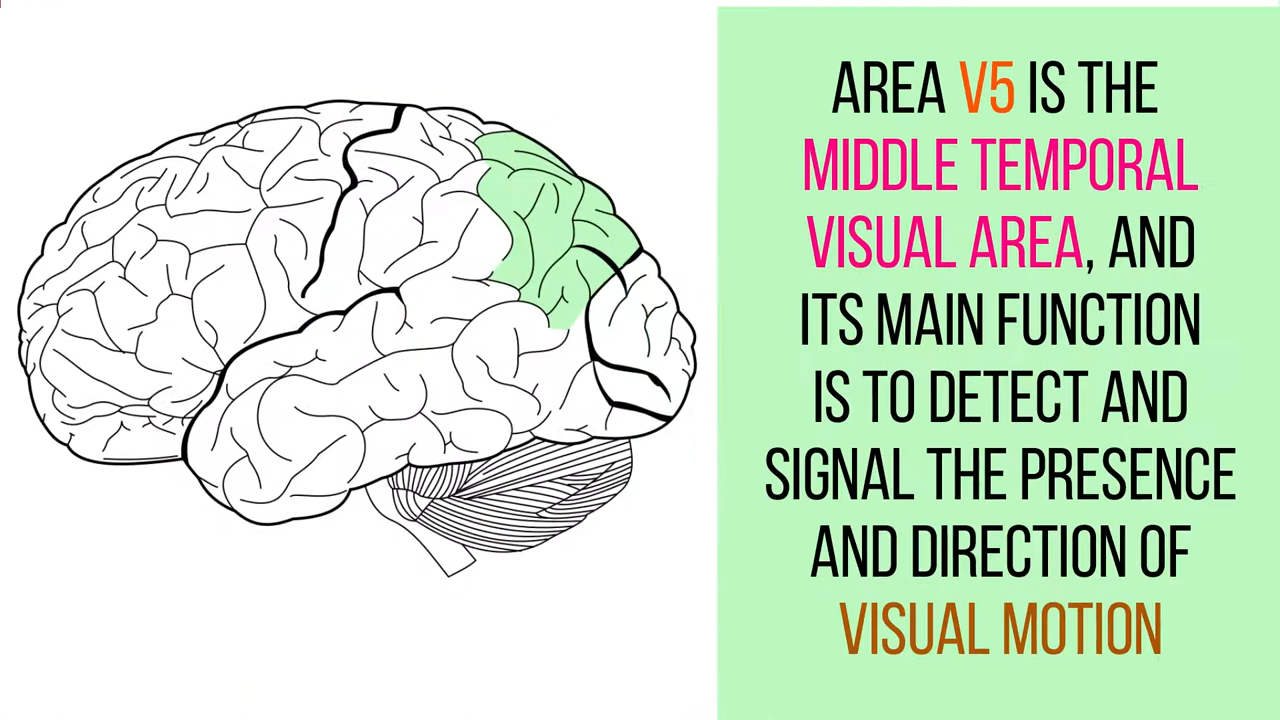 AREA V5 IS THE
MIDDLE TEMPORAL
VISUAL AREA, AND
ITS MAIN FUNCTION
IS TO DETECT AND
SIGNAL THE PRESENCE
AND DIRECTION OF
VISUAL MOTION